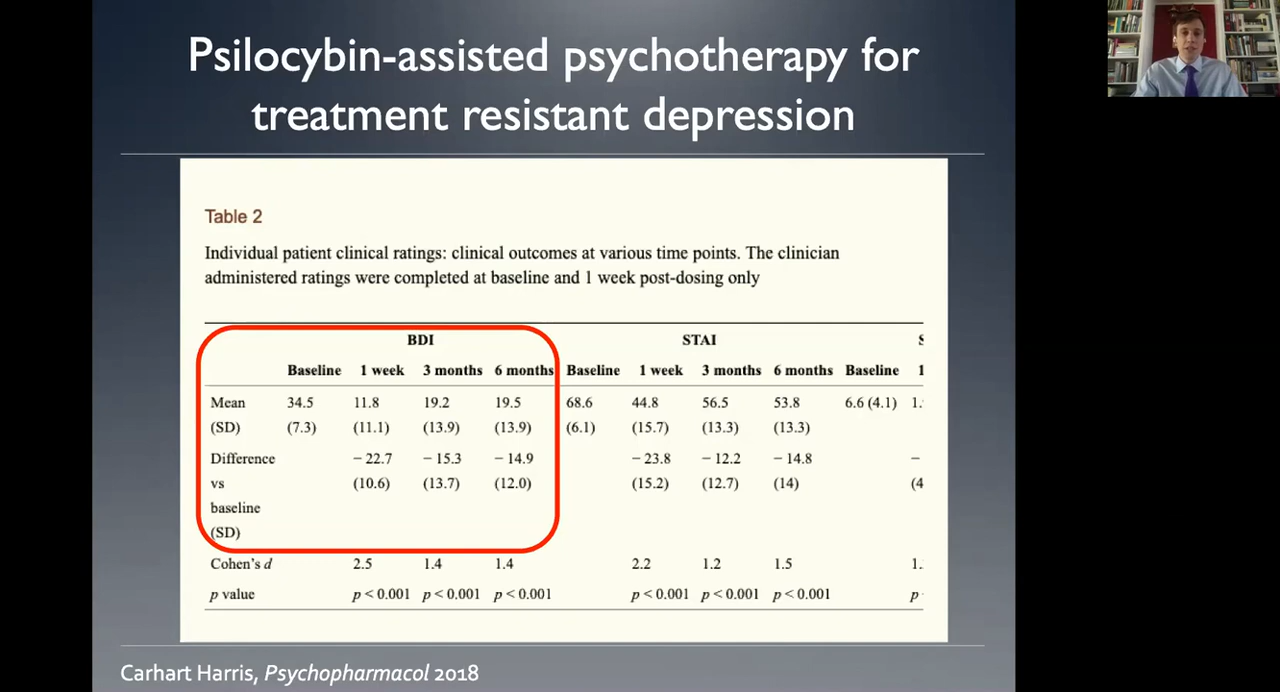 Psilocybin-assisted psychotherapy for
treatment resistant depression
Table 2
Individual patient clinical ratings: clinical outcomes at various time points. The clinician
administered ratings were completed at baseline and 1 week post-dosing only
BDI STAI
Baseline 1 week 3 months 6 months Baseline 1 week 3 months 6 months Baseline 1
Mean 34.5 11.8 19.2 19.5 68.6 44.8 56.5 53.8 6.6 (4.1) 1.
(SD) (7.3) (11.1) (13.9) (13.9) (6.1) (15.7) (13.3) (13.3)
Difference − 22.7 − 15.3 − 14.9 − 23.8 − 12.2 − 14.8 −
vs (10.6) (13.7) (12.0) (15.2) (12.7) (14) (4
baseline
(SD)
Cohen's d 2.5 1.4 1.4 2.2 1.2 1.5 1.
p value p < 0.001 p < 0.001 p < 0.001 p < 0.001 p < 0.001 p < 0.001 p
Carhart Harris, Psychopharmacol 2018